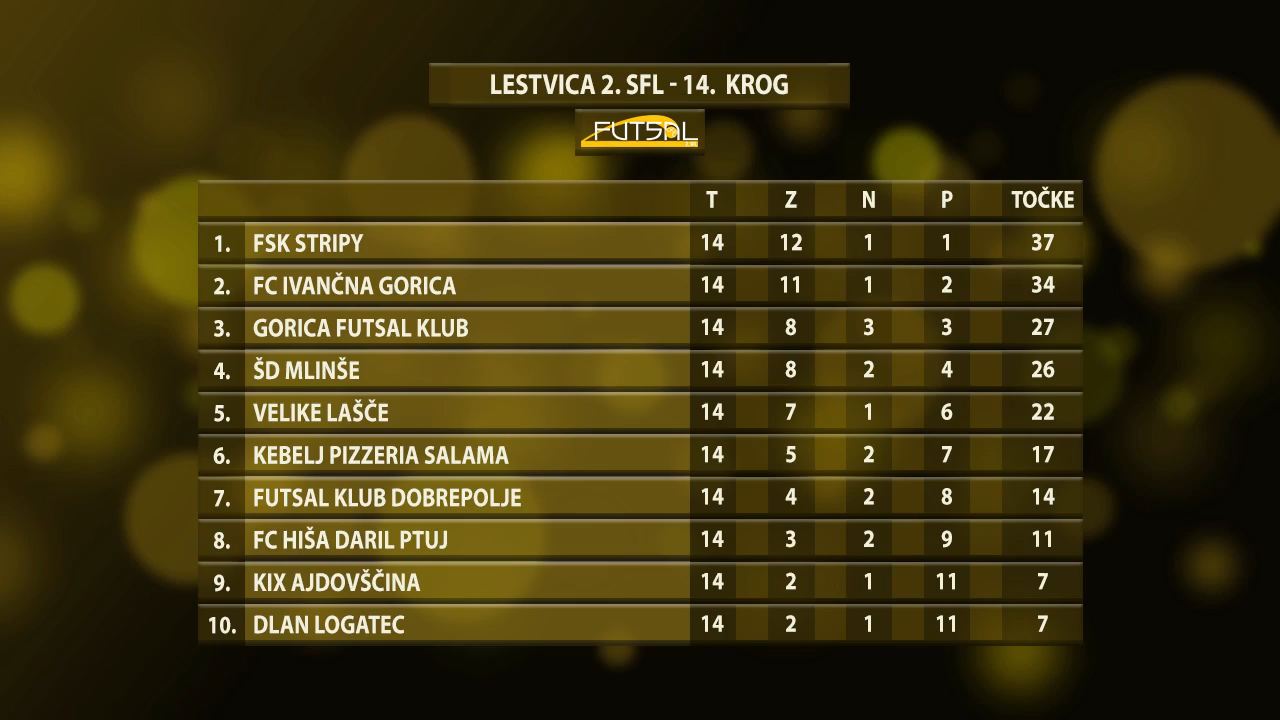 LESTVICA 2. SFL - 14. KROG
FUTSAL
T Z N P TOČKE
1. FSK STRIPY 14 12 1 1 37
2. FC IVANČNA GORICA 14 11 1 2 34
3. GORICA FUTSAL KLUB 14 8 3 3 27
4. ŠD MLINŠE 14 8 2 4 26
5. VELIKE LAŠČE 14 7 1 6 22
6. KEBELJ PIZZERIA SALAMA 14 5 2 7 17
7. FUTSAL KLUB DOBREPOLJE 14 4 2 8 14
8. FC HIŠA DARIL PTUJ 14 3 2 9 11
9. KIX AJDOVŠČINA 14 2 1 11 7
10. DLAN LOGATEC 14 2 1 11 7